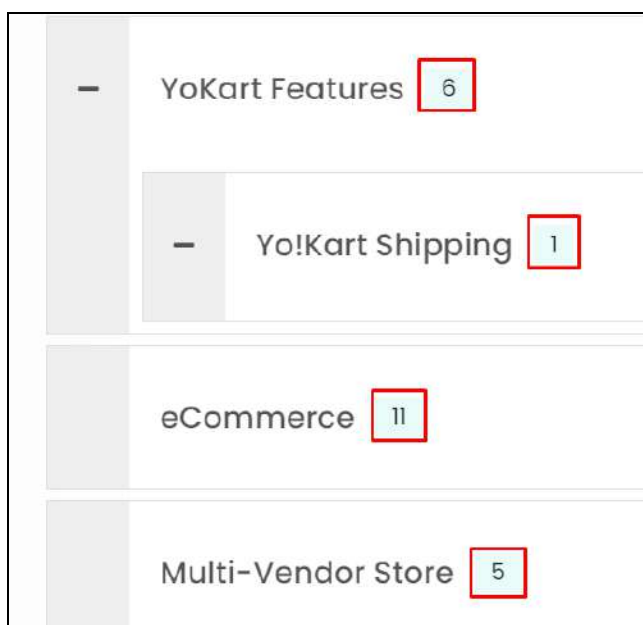 YoKart Features 6
Yo!Kart Shipping 1
eCommerce 11
Multi-Vendor Store 5